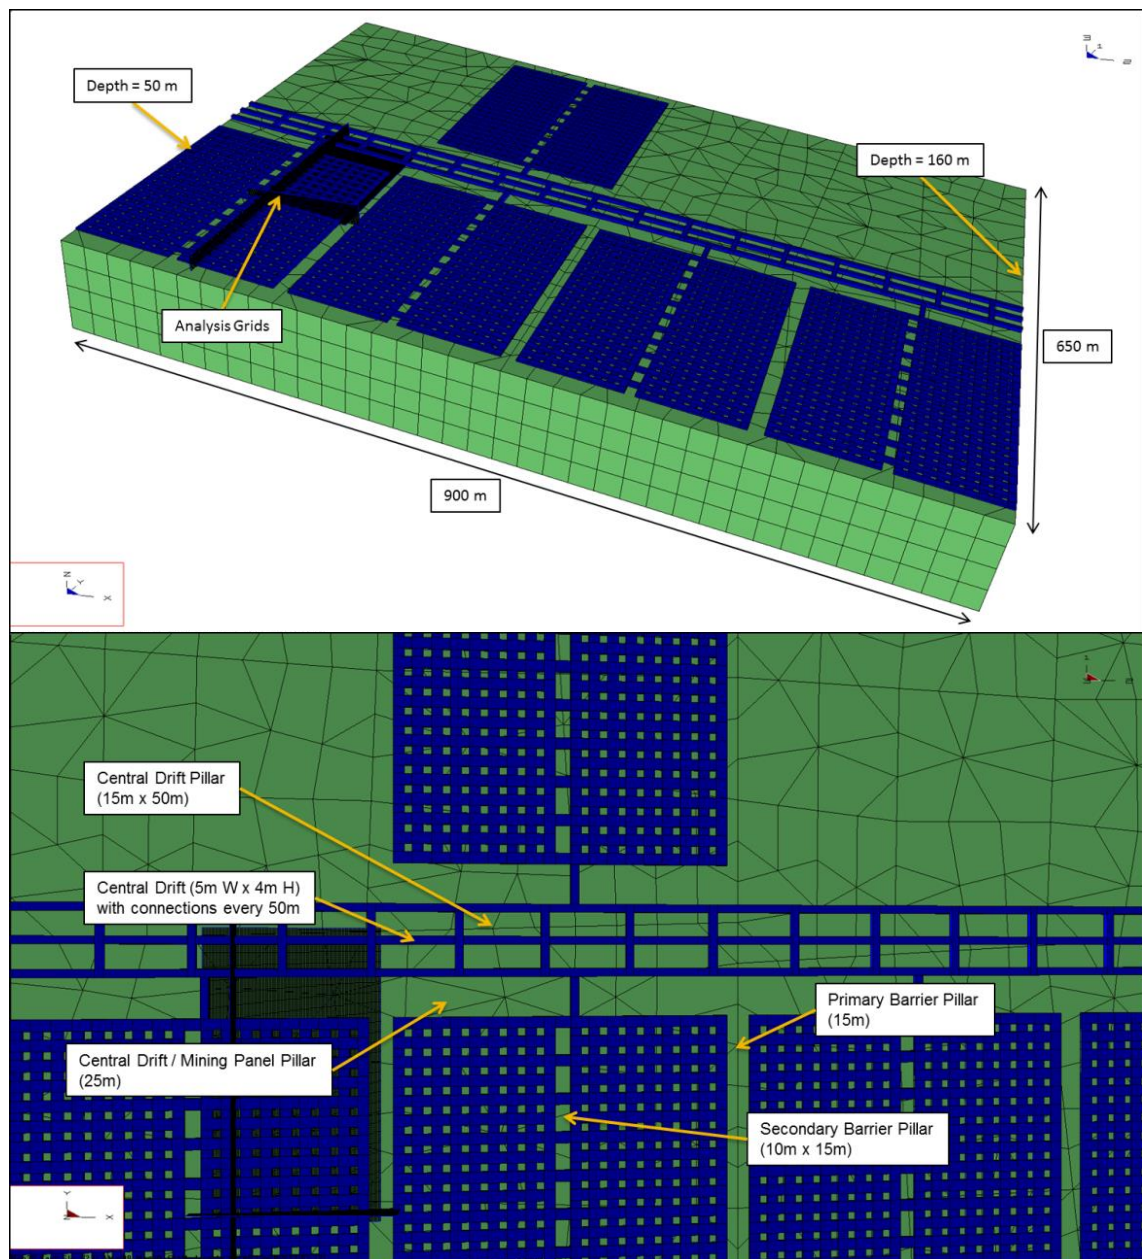 Depth = 50 m
Depth = 160 m
Analysis Grids
650 m
900 m
N
Y
X
Central Drift Pillar
(15m x 50m)
Central Drift (5m W x 4m H)
with connections every 50m
Primary Barrier Pillar
(15m)
Central Drift / Mining Panel Pillar
(25m)
Secondary Barrier Pillar
(10m x 15m)
Y
X